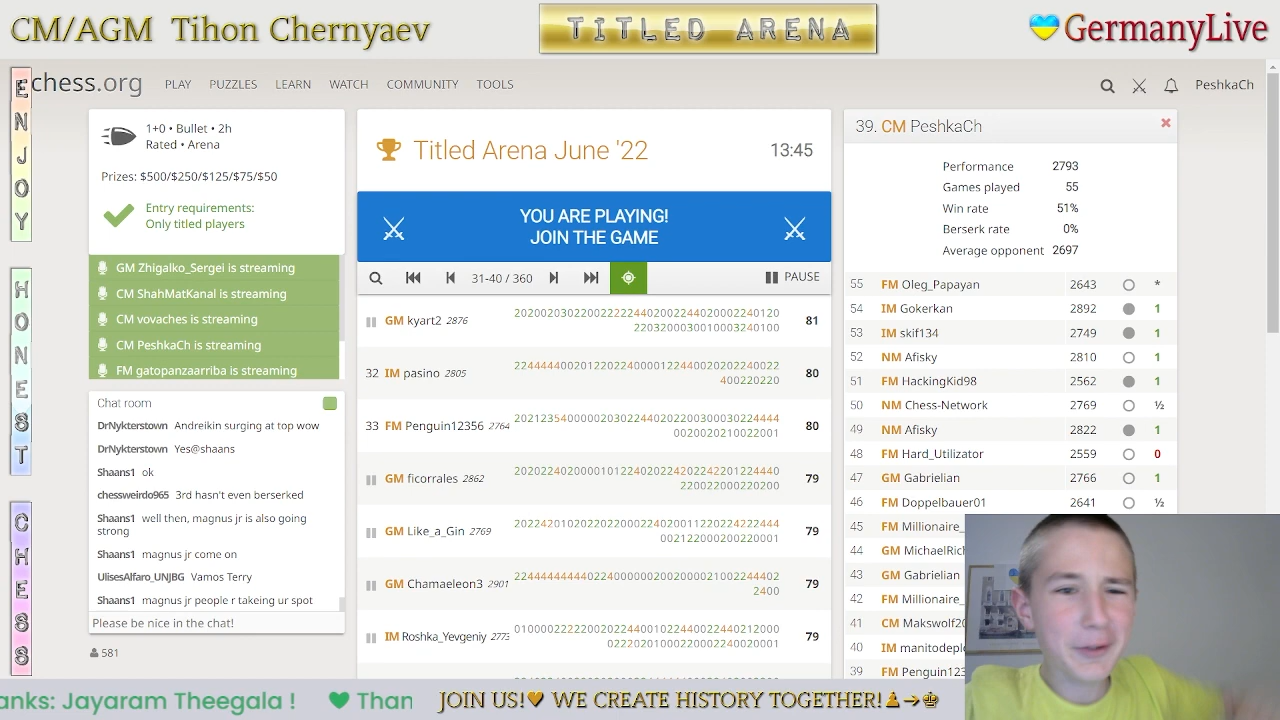 CM/AGM Tihon Chernyaev
TITLED ARENA
GermanyLive
ENJOY
HONEST
CHESS
chess.org
PLAY
PUZZLES
LEARN
WATCH
COMMUNITY
TOOLS
PeshkaCh
1+0 • Bullet • 2h
Rated • Arena
Prizes: $500/$250/$125/$75/$50
Entry requirements:
Only titled players
GM Zhigalko_Sergei is streaming
CM ShahMatKanal is streaming
CM vovaches is streaming
CM PeshkaCh is streaming
FM gatopanzaarriba is streaming
Chat room
DrNykterstown Andreikin surging at top wow
DrNykterstown Yes@shaans
Shaans1 ok
chessweirdo965 3rd hasn't even berserked
Shaans1 well then, magnus jr is also going
strong
Shaans1 magnus jr come on
UlisesAlfaro_UNJBG Vamos Terry
Shaans1 magnus jr people r takeing ur spot
Please be nice in the chat!
581
Titled Arena June '22
13:45
YOU ARE PLAYING!
JOIN THE GAME
31-40 / 360
PAUSE
GM kyart2 2876 81
32 IM pasino 2805 80
33 FM Penguin12356 2764 80
GM ficorrales 2862 79
GM Like_a_Gin 2769 79
GM Chamaeleon3 2901 79
IM Roshka_Yevgeniy 2773 79
39. CM PeshkaCh
Performance 2793
Games played 55
Win rate 51%
Berserk rate 0%
Average opponent 2697
55 FM Oleg_Papayan 2643 *
54 IM Gokerkan 2892 1
53 IM skif134 2749 1
52 NM Afisky 2810 1
51 FM HackingKid98 2562 1
50 NM Chess-Network 2769 ½
49 NM Afisky 2822 1
48 FM Hard_Utilizator 2559 0
47 GM Gabrielian 2766 1
46 FM Doppelbauer01 2641 ½
45 FM Millionaire_
44 GM MichaelRich
43 GM Gabrielian
42 FM Millionaire_
41 CM Makswolf20
40 IM manitodepl
39 FM Penguin123
anks: Jayaram Theegala !
Than
JOIN US! WE CREATE HISTORY TOGETHER!